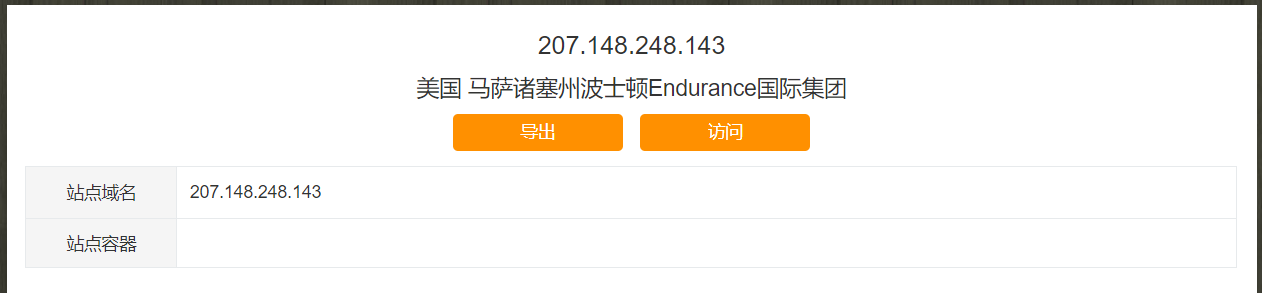 207.148.248.143
美国 马萨诸塞州波士顿Endurance国际集团
导出 访问
站点域名 207.148.248.143
站点容器